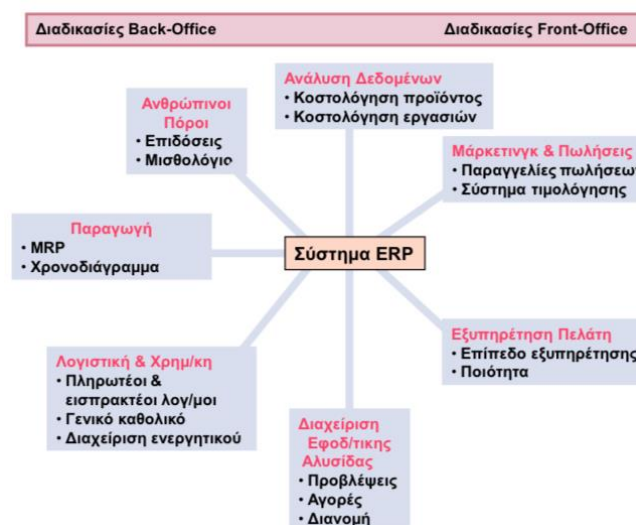 Διαδικασίες Back-Office
Διαδικασίες Front-Office
Ανάλυση Δεδομένων
• Κοστολόγηση προϊόντος
• Κοστολόγηση εργασιών
Ανθρώπινοι
Πόροι
• Επιδόσεις
• Μισθολόγιο
Μάρκετινγκ & Πωλήσεις
• Παραγγελίες πωλήσεων
• Σύστημα τιμολόγησης
Παραγωγή
• MRP
• Χρονοδιάγραμμα
Σύστημα ERP
Εξυπηρέτηση Πελάτη
• Επίπεδο εξυπηρέτησης
• Ποιότητα
Λογιστική & Χρημ/κη
• Πληρωτέοι &
εισπρακτέοι λογ/μοι
• Γενικό καθολικό
• Διαχείριση ενεργητικού
Διαχείριση
Εφοδ/τικης
Αλυσίδας
• Προβλέψεις
• Αγορές
• Διανομή